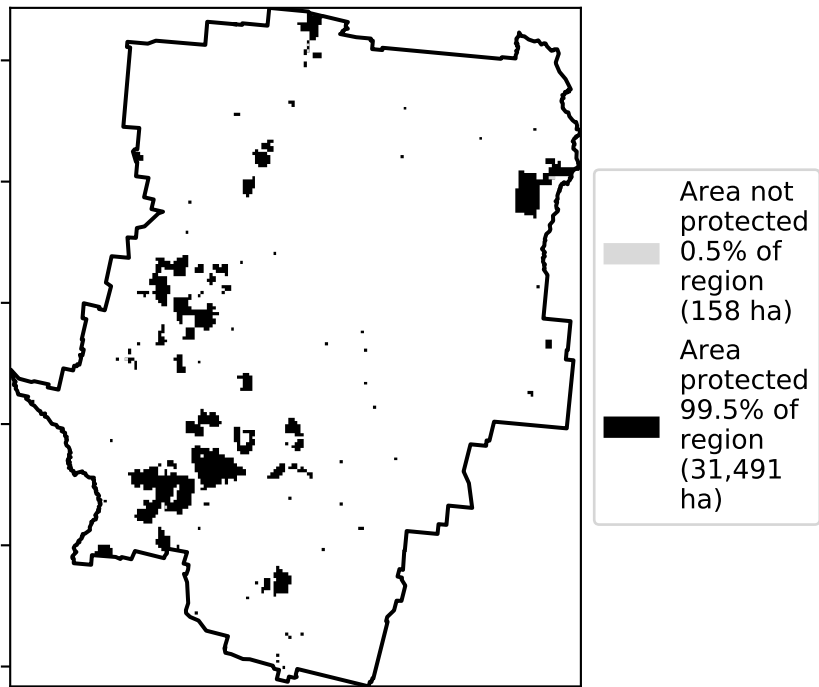 Area not
protected
0.5% of
region
(158 ha)
Area
protected
99.5% of
region
(31,491
ha)